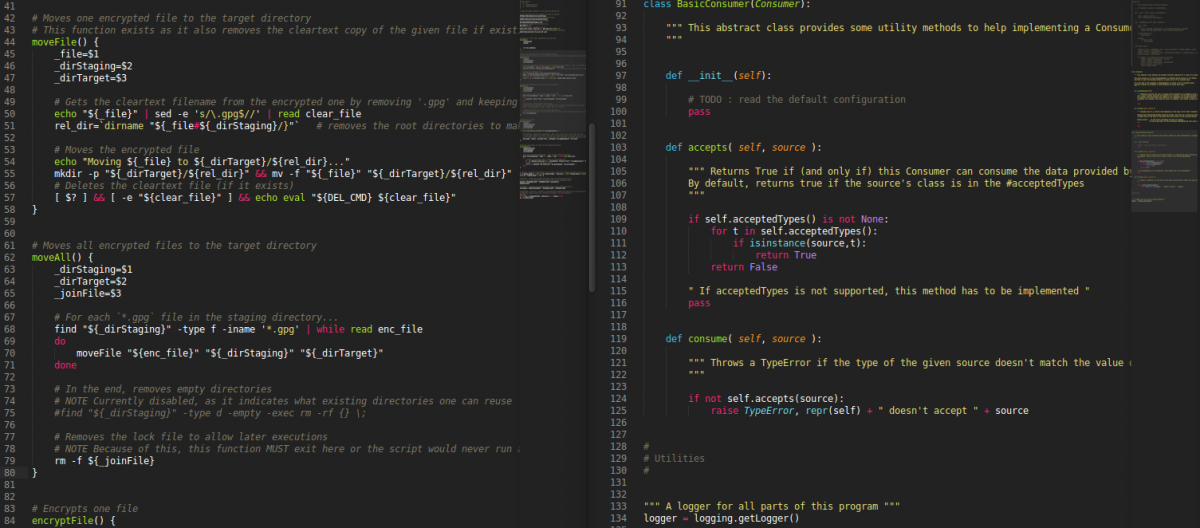 41
42 # Moves one encrypted file to the target directory
43 # This function exists as it also removes the cleartext copy of the given file if exist
44 moveFile() {
45 _file=$1
46 _dirStaging=$2
47 _dirTarget=$3
48
49 # Gets the cleartext filename from the encrypted one by removing '.gpg' and keeping
50 echo "${_file}" | sed -e 's/\.gpg$//' | read clear_file
51 rel_dir=`dirname "${_file#${_dirStaging}/}"` # removes the root directories to ma
52
53 # Moves the encrypted file
54 echo "Moving ${_file} to ${_dirTarget}/${rel_dir}..."
55 mkdir -p "${_dirTarget}/${rel_dir}" && mv -f "${_file}" "${_dirTarget}/${rel_dir}"
56 # Deletes the cleartext file (if it exists)
57 [ $? ] && [ -e "${clear_file}" ] && echo eval "${DEL_CMD} ${clear_file}"
58 }
59
60
61 # Moves all encrypted files to the target directory
62 moveAll() {
63 _dirStaging=$1
64 _dirTarget=$2
65 _joinFile=$3
66
67 # For each `*.gpg` file in the staging directory...
68 find "${_dirStaging}" -type f -iname '*.gpg' | while read enc_file
69 do
70 moveFile "${enc_file}" "${_dirStaging}" "${_dirTarget}"
71 done
72
73 # In the end, removes empty directories
74 # NOTE Currently disabled, as it indicates what existing directories one can reuse
75 #find "${_dirStaging}" -type d -empty -exec rm -rf {} \;
76
77 # Removes the lock file to allow later executions
78 # NOTE Because of this, this function MUST exit here or the script would never run
79 rm -f ${_joinFile}
80 }
81
82
83 # Encrypts one file
84 encryptFile() {
91 class BasicConsumer(Consumer):
92
93 """ This abstract class provides some utility methods to help implementing a Consum
94 """
95
96
97 def __init__(self):
98
99 # TODO : read the default configuration
100 pass
101
102
103 def accepts( self, source ):
104
105 """ Returns True if (and only if) this Consumer can consume the data provided b
106 By default, returns true if the source's class is in the #acceptedTypes
107 """
108
109 if self.acceptedTypes() is not None:
110 for t in self.acceptedTypes():
111 if isinstance(source,t):
112 return True
113 return False
114
115 " If acceptedTypes is not supported, this method has to be implemented "
116 pass
117
118
119 def consume( self, source ):
120
121 """ Throws a TypeError if the type of the given source doesn't match the value
122 """
123
124 if not self.accepts(source):
125 raise TypeError, repr(self) + " doesn't accept " + source
126
127
128 #
129 # Utilities
130 #
131
132
133 """ A logger for all parts of this program """
134 logger = logging.getLogger()